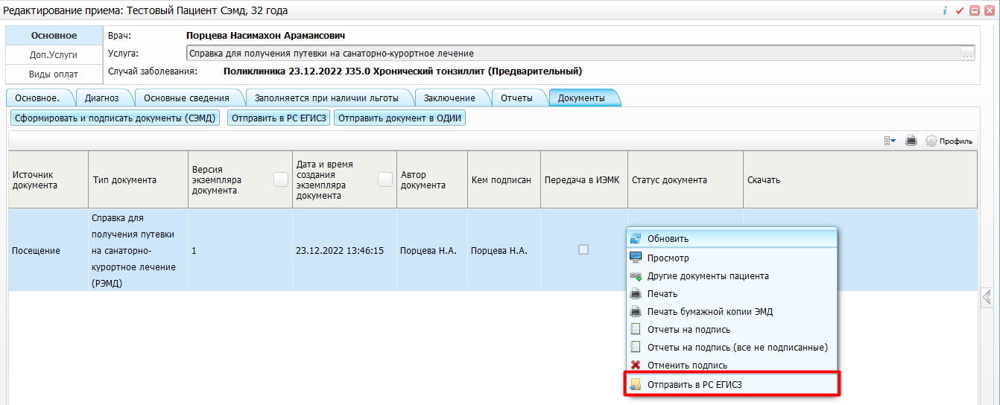 Редактирование приема: Тестовый Пациент Сэмд, 32 года
Основное
Доп.Услуги
Виды оплат
Врач: Порцева Насимахон Арамаисович
Услуга: Справка для получения путевки на санаторно-курортное лечение ...
Случай заболевания: Поликлиника 23.12.2022 J35.0 Хронический тонзиллит (Предварительный)
Основное. Диагноз Основные сведения Заполняется при наличии льготы Заключение Отчеты Документы
Сформировать и подписать документы (СЭМД) Отправить в РС ЕГИСЗ Отправить документ в ОДИИ
Профиль
Источник
документа
Тип документа
Версия
экземпляра
документа
Дата и время
создания
экземпляра
документа
Автор
документа
Кем подписан
Передача в ИЭМК
Статус документа
Скачать
Посещение
Справка для
получения путевки
на санаторно-
курортное лечение
(РЭМД)
1
23.12.2022 13:46:15
Порцева Н.А.
Порцева Н.А.
Обновить
Просмотр
Другие документы пациента
Печать
Печать бумажной копии ЭМД
Отчеты на подпись
Отчеты на подпись (все не подписанные)
Отменить подпись
Отправить в РС ЕГИСЗ